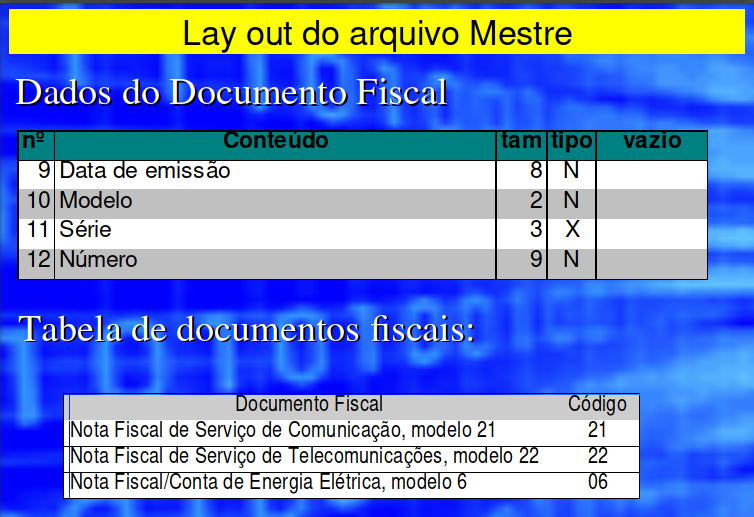 Lay out do arquivo Mestre
Dados do Documento Fiscal
nº Conteúdo tam tipo vazio
9 Data de emissão 8 N
10 Modelo 2 N
11 Série 3 X
12 Número 9 N
Tabela de documentos fiscais:
Documento Fiscal Código
Nota Fiscal de Serviço de Comunicação, modelo 21 21
Nota Fiscal de Serviço de Telecomunicações, modelo 22 22
Nota Fiscal/Conta de Energia Elétrica, modelo 6 06